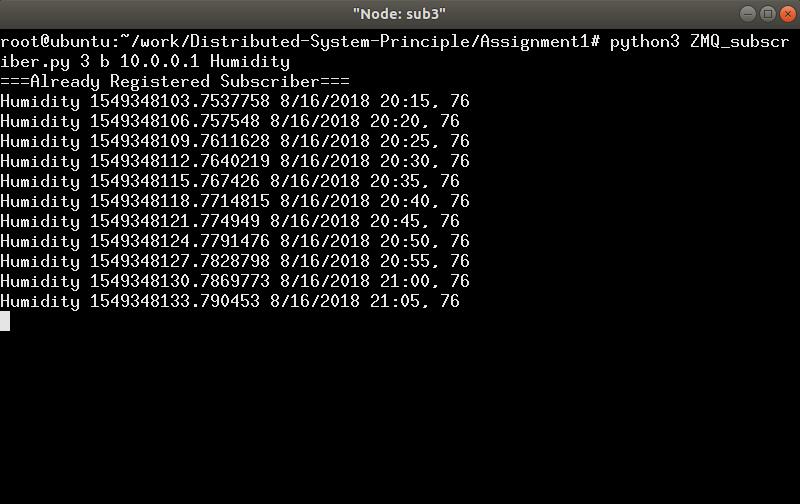 "Node: sub3"
root@ubuntu:~/work/Distributed-System-Principle/Assignment1# python3 ZMQ_subscr
iber.py 3 b 10.0.0.1 Humidity
===Already Registered Subscriber===
Humidity 1549348103.7537758 8/16/2018 20:15, 76
Humidity 1549348106.757548 8/16/2018 20:20, 76
Humidity 1549348109.7611628 8/16/2018 20:25, 76
Humidity 1549348112.7640219 8/16/2018 20:30, 76
Humidity 1549348115.767426 8/16/2018 20:35, 76
Humidity 1549348118.7714815 8/16/2018 20:40, 76
Humidity 1549348121.774949 8/16/2018 20:45, 76
Humidity 1549348124.7791476 8/16/2018 20:50, 76
Humidity 1549348127.7828798 8/16/2018 20:55, 76
Humidity 1549348130.7869773 8/16/2018 21:00, 76
Humidity 1549348133.790453 8/16/2018 21:05, 76